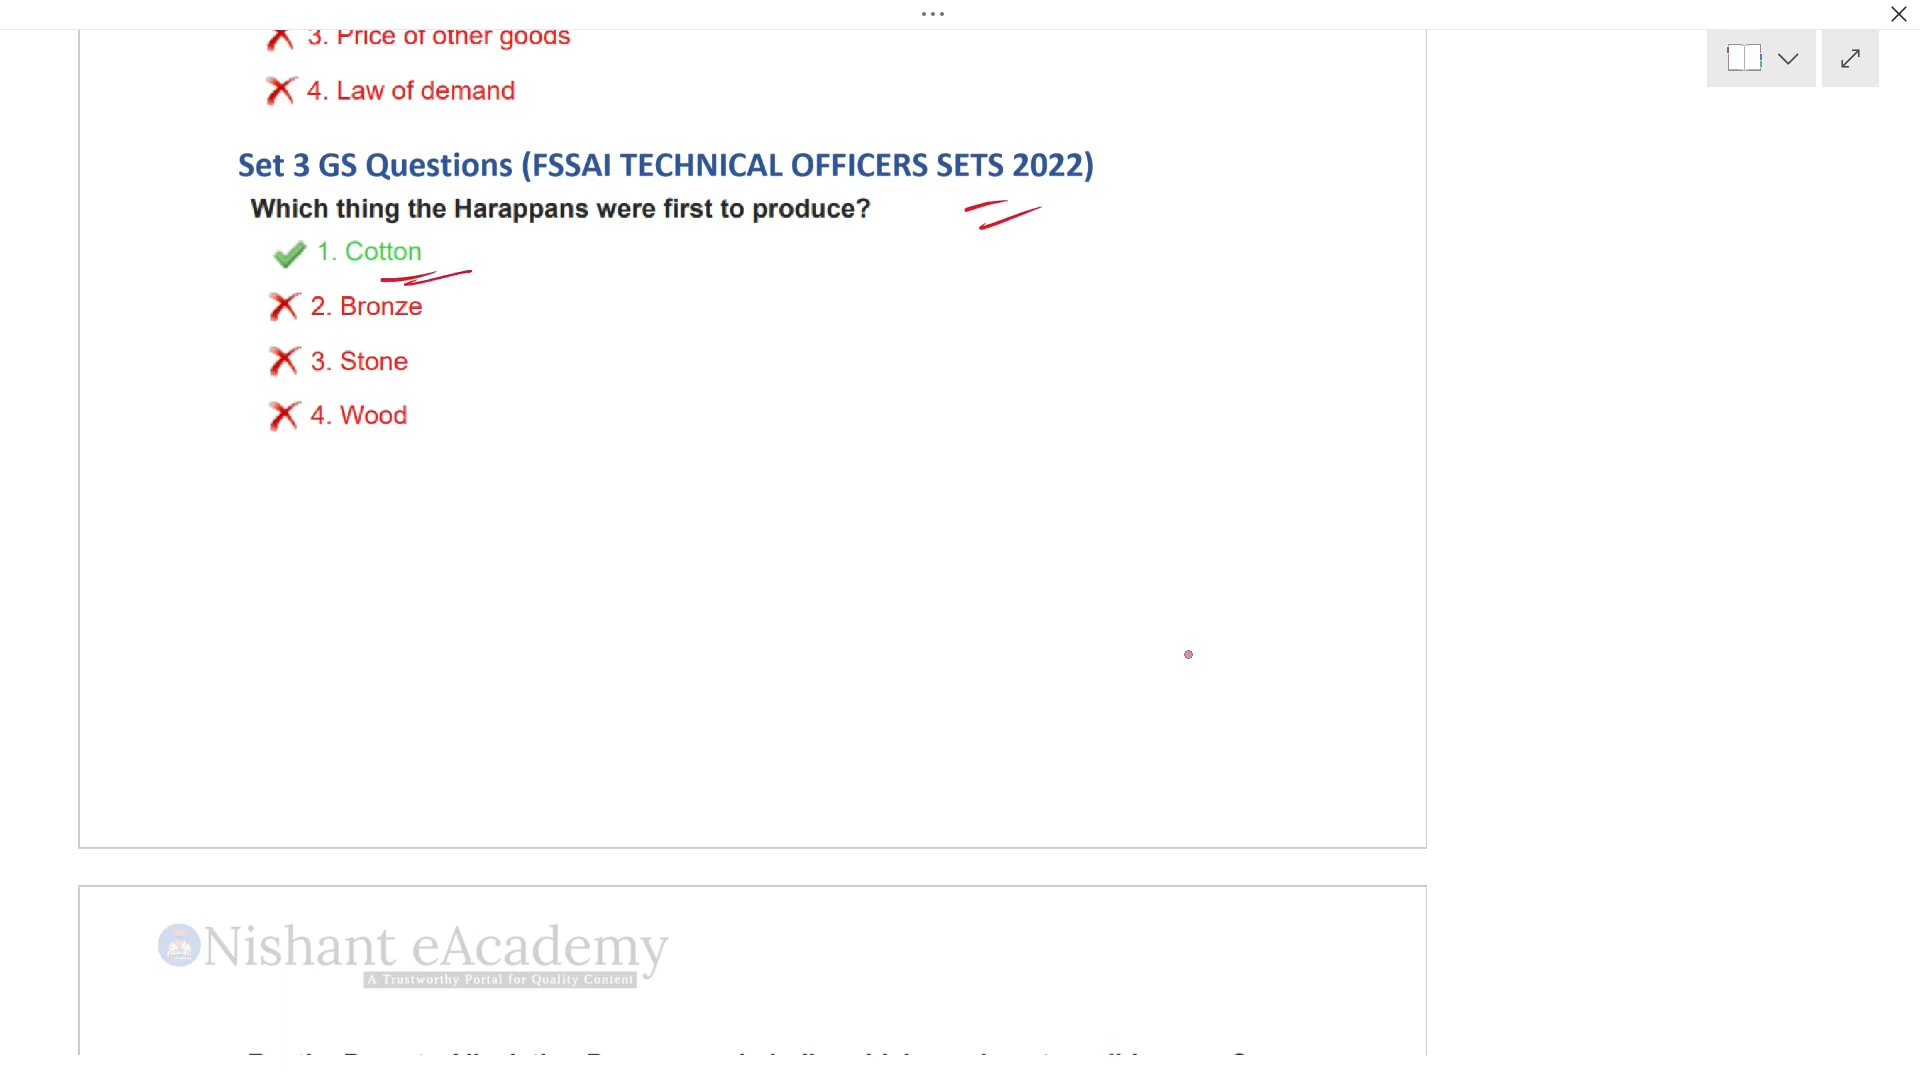 3. Price of other goods
4. Law of demand
Set 3 GS Questions (FSSAI TECHNICAL OFFICERS SETS 2022)
Which thing the Harappans were first to produce?
1. Cotton
2. Bronze
3. Stone
4. Wood
Nishant eAcademy
A Trustworthy Portal for Quality Content